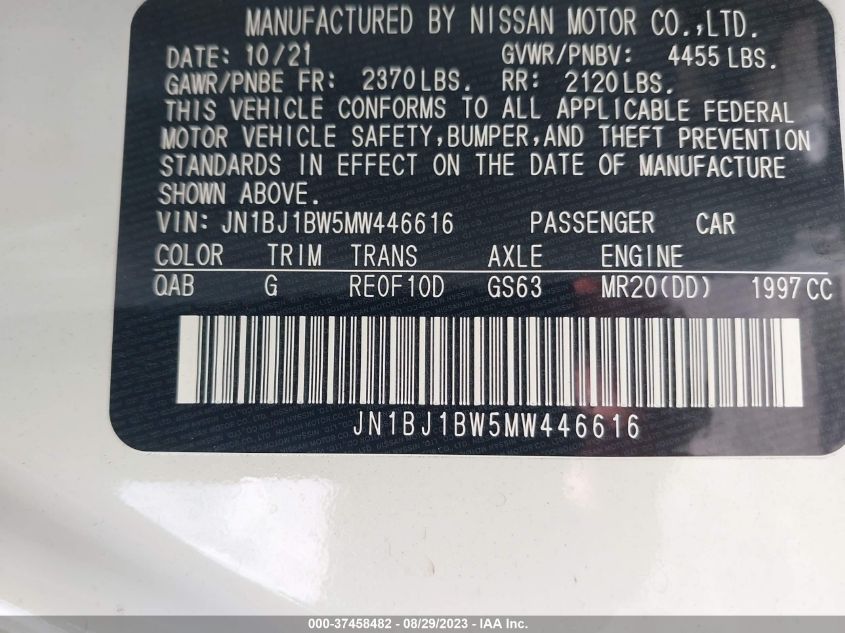 MANUFACTURED BY NISSAN MOTOR CO.,LTD.
DATE: 10/21 GVWR/PNBV: 4455 LBS.
GAWR/PNBE FR: 2370LBS. RR: 2120LBS.
THIS VEHICLE CONFORMS TO ALL APPLICABLE FEDERAL
MOTOR VEHICLE SAFETY,BUMPER,AND THEFT PREVENTION
STANDARDS IN EFFECT ON THE DATE OF MANUFACTURE
SHOWN ABOVE.
VIN: JN1BJ1BW5MW446616 PASSENGER CAR
COLOR TRIM TRANS AXLE ENGINE
QAB G RE0F10D GS63 MR20(DD) 1997CC
JN1BJ1BW5MW446616
000-37458482 - 08/29/2023 - IAA Inc.